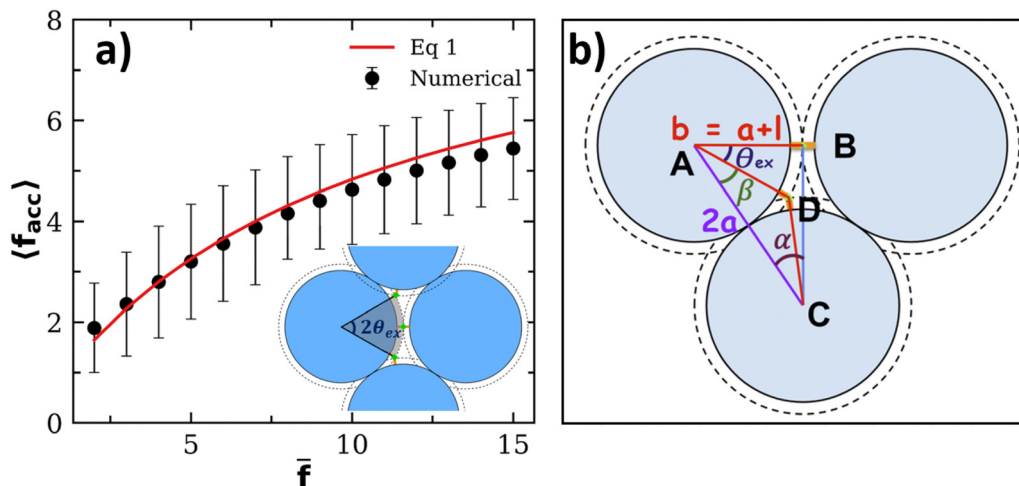 a)
Eq 1
Numerical
⟨f_acc⟩
8
6
4
2
0
2θ_ex
5
10
15
f̄
b)
b = a+l
A
B
θ_ex
β
D
2a
α
C